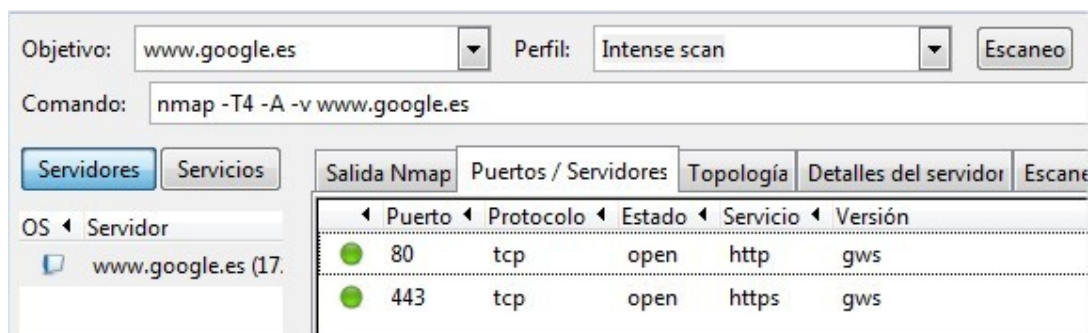 Objetivo: www.google.es Perfil: Intense scan Escaneo
Comando: nmap -T4 -A -v www.google.es
Servidores Servicios Salida Nmap Puertos / Servidores Topología Detalles del servidor
OS Servidor Puerto Protocolo Estado Servicio Versión
80 tcp open http gws
www.google.es (17
443 tcp open https gws